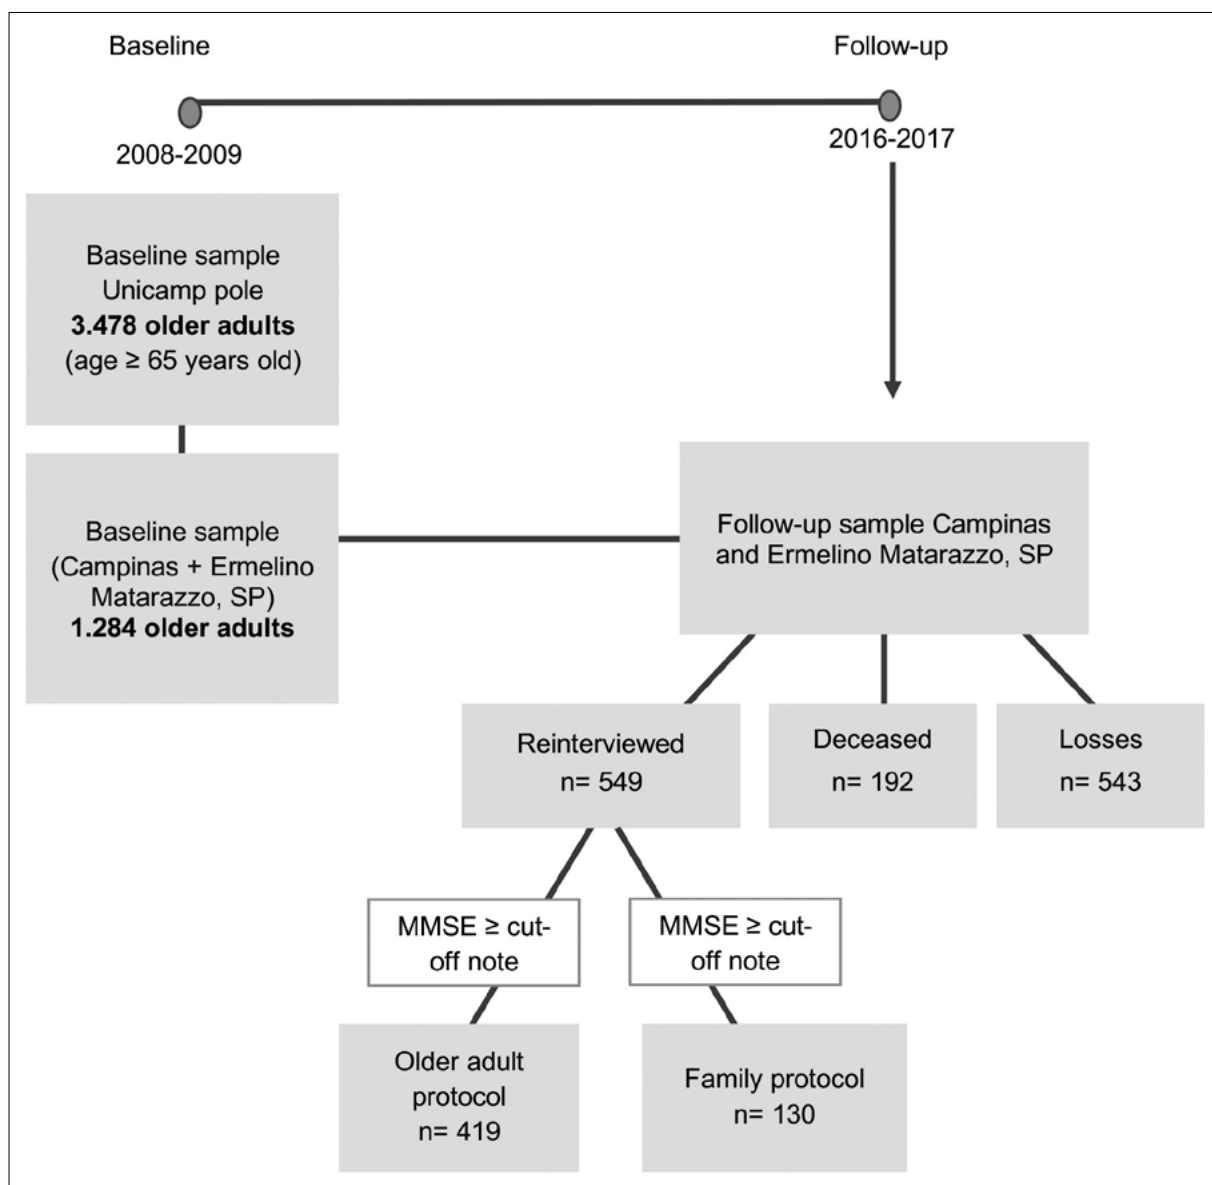 Baseline
Follow-up
2008-2009
2016-2017
Baseline sample
Unicamp pole
3.478 older adults
(age ≥ 65 years old)
Baseline sample
(Campinas + Ermelino
Matarazzo, SP)
1.284 older adults
Follow-up sample Campinas
and Ermelino Matarazzo, SP
Reinterviewed
n= 549
Deceased
n= 192
Losses
n= 543
MMSE ≥ cut-
off note
MMSE ≥ cut-
off note
Older adult
protocol
n= 419
Family protocol
n= 130